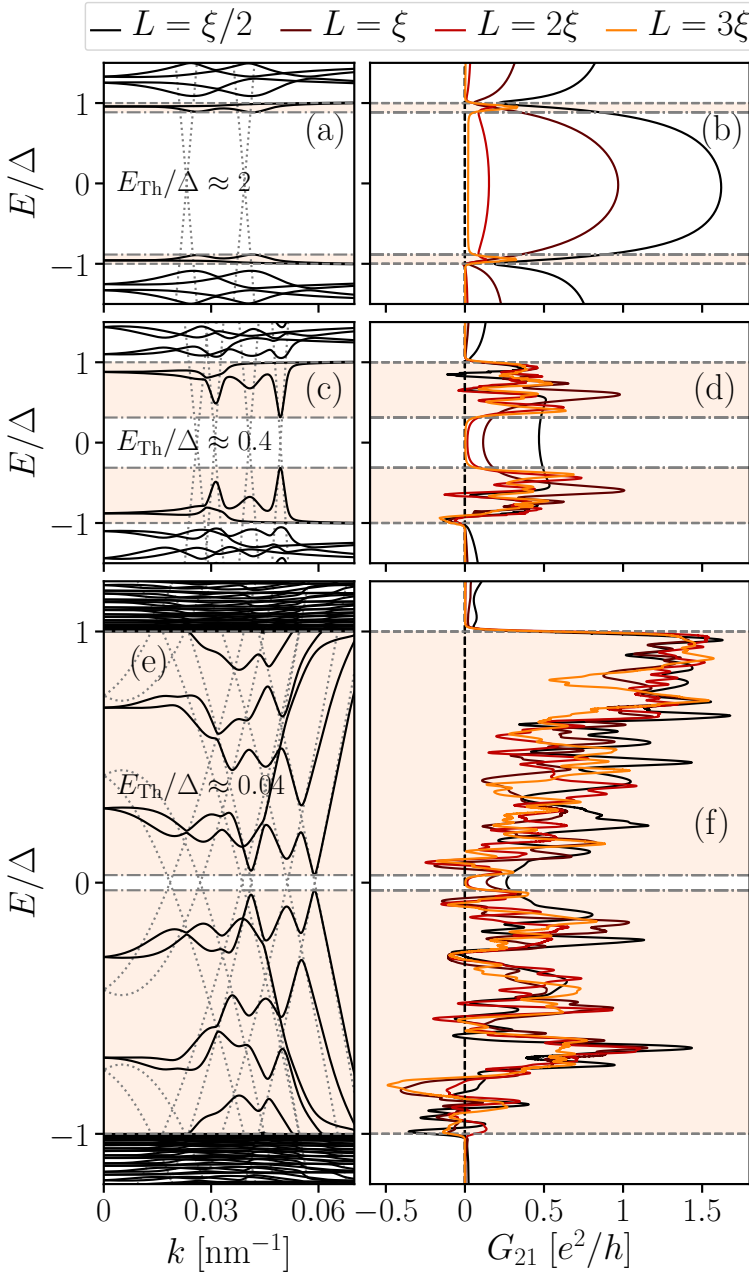 L = ξ/2 L = ξ L = 2ξ L = 3ξ
E/Δ
1
0
−1
(a)
E_Th/Δ ≈ 2
(b)
E/Δ
1
0
−1
(c)
E_Th/Δ ≈ 0.4
(d)
E/Δ
1
0
−1
(e)
E_Th/Δ ≈ 0.04
(f)
0 0.03 0.06
k [nm⁻¹]
−0.5 0 0.5 1 1.5
G₂₁ [e²/h]